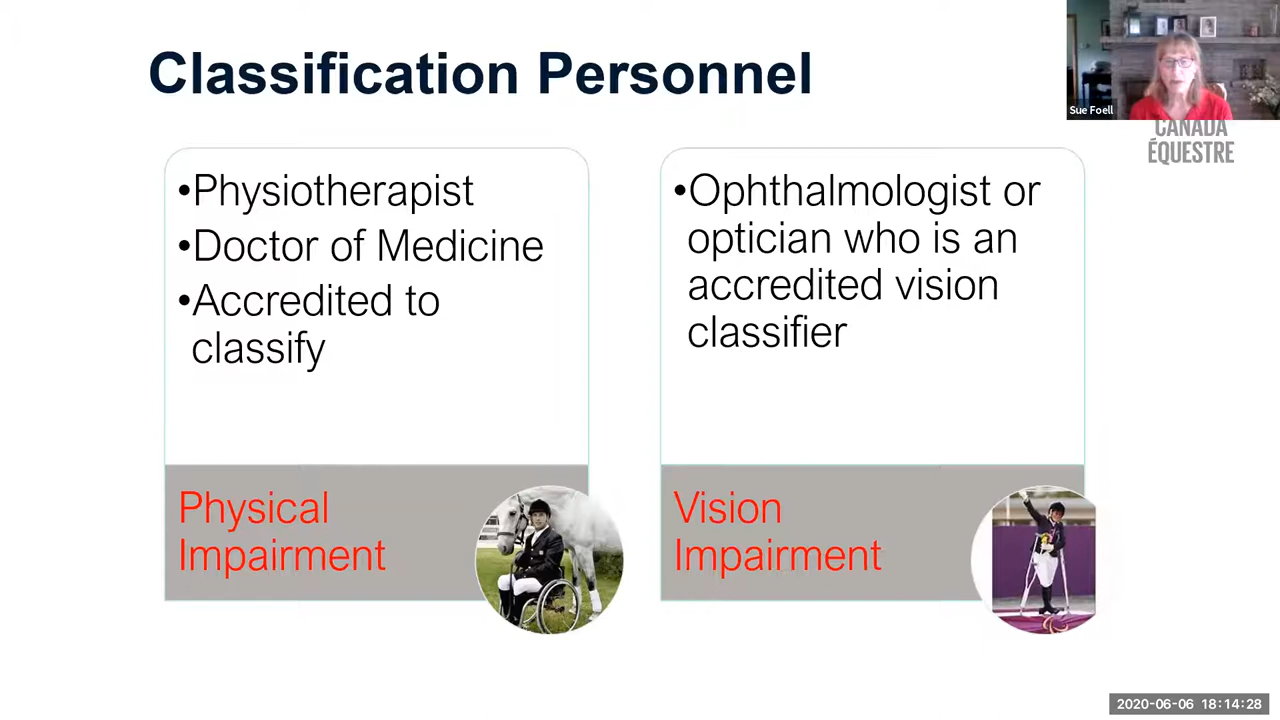 Classification Personnel
Sue Foell
CANADA
ÉQUESTRE
•Physiotherapist
•Doctor of Medicine
•Accredited to
classify
•Ophthalmologist or
optician who is an
accredited vision
classifier
Physical
Impairment
Vision
Impairment
2020-06-06 18:14:28